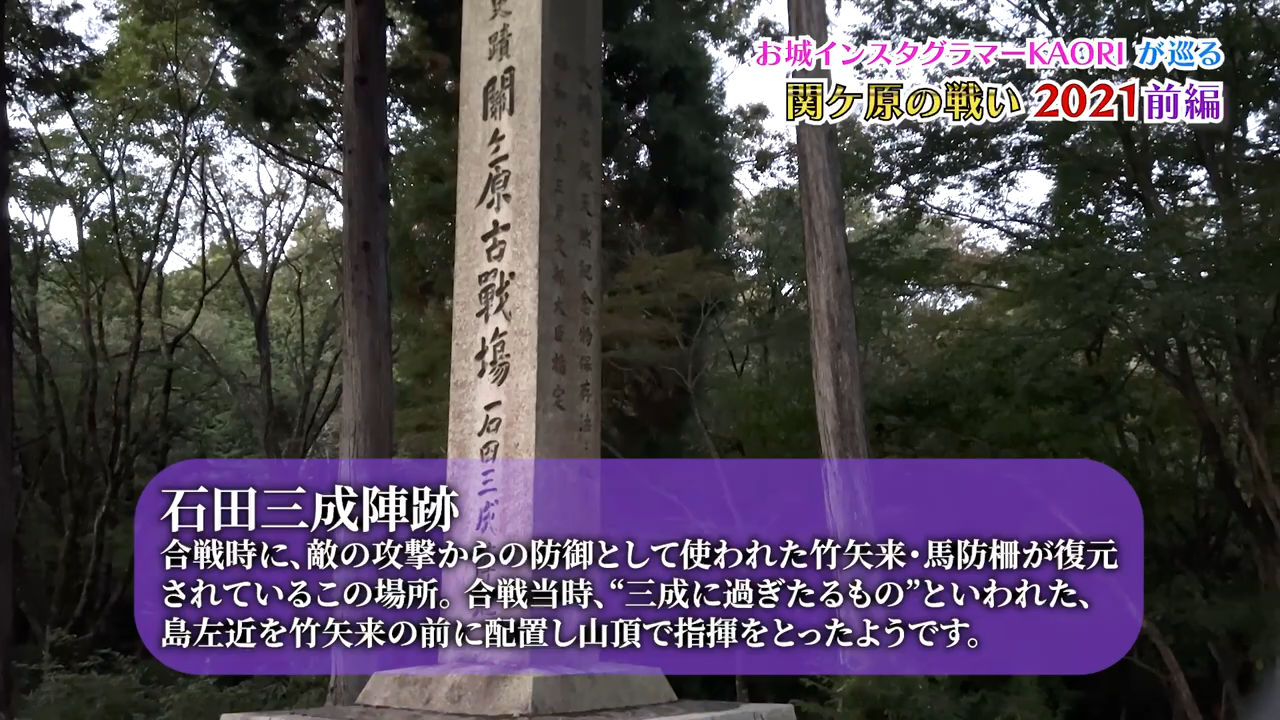 お城インスタグラマーKAORI が巡る
関ケ原の戦い 2021前編
史蹟 關ヶ原古戰塲 石田三成
石田三成陣跡
合戦時に、敵の攻撃からの防御として使われた竹矢来・馬防柵が復元
されているこの場所。合戦当時、“三成に過ぎたるもの”といわれた、
島左近を竹矢来の前に配置し山頂で指揮をとったようです。